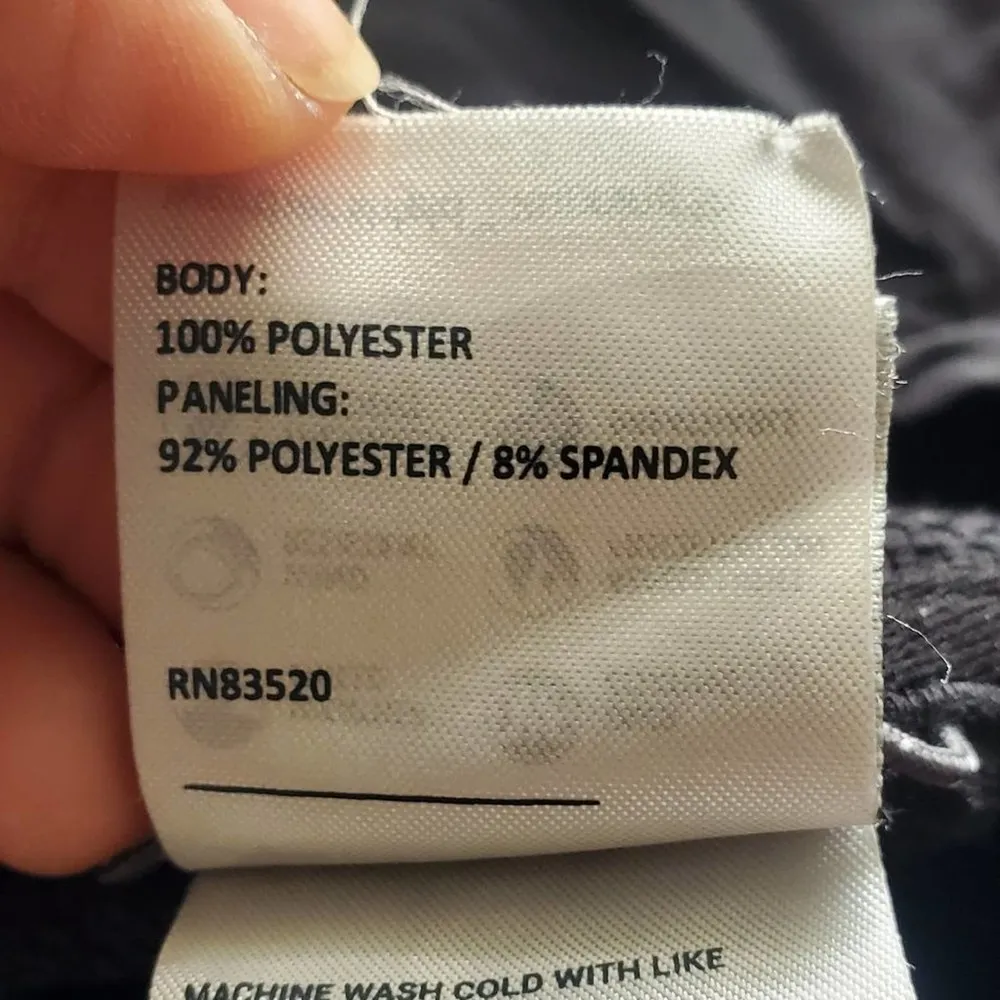 BODY:
100% POLYESTER
PANELING:
92% POLYESTER / 8% SPANDEX
RN83520
MACHINE WASH COLD WITH LIKE